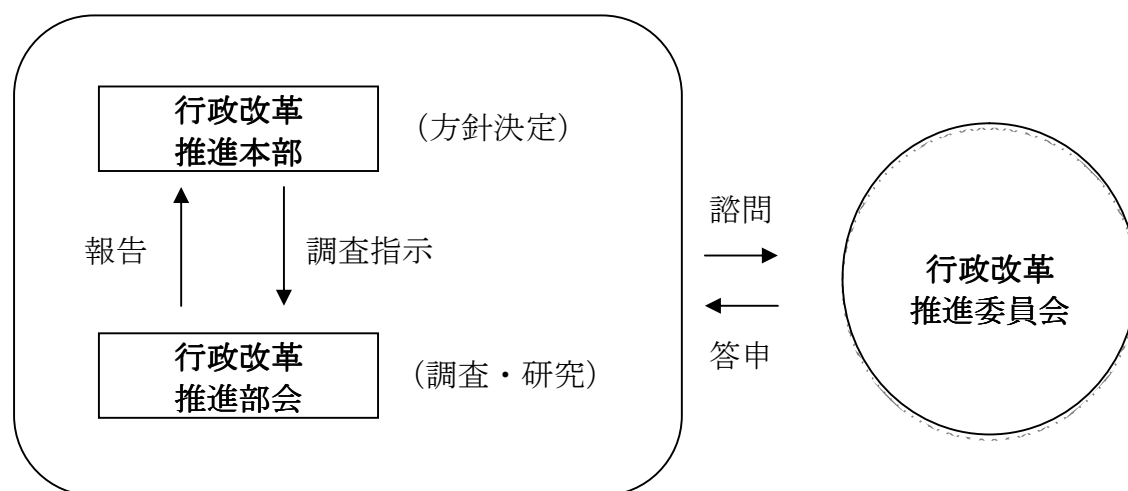 行政改革
推進本部
(方針決定)
報告
調査指示
行政改革
推進部会
(調査・研究)
諮問
答申
行政改革
推進委員会